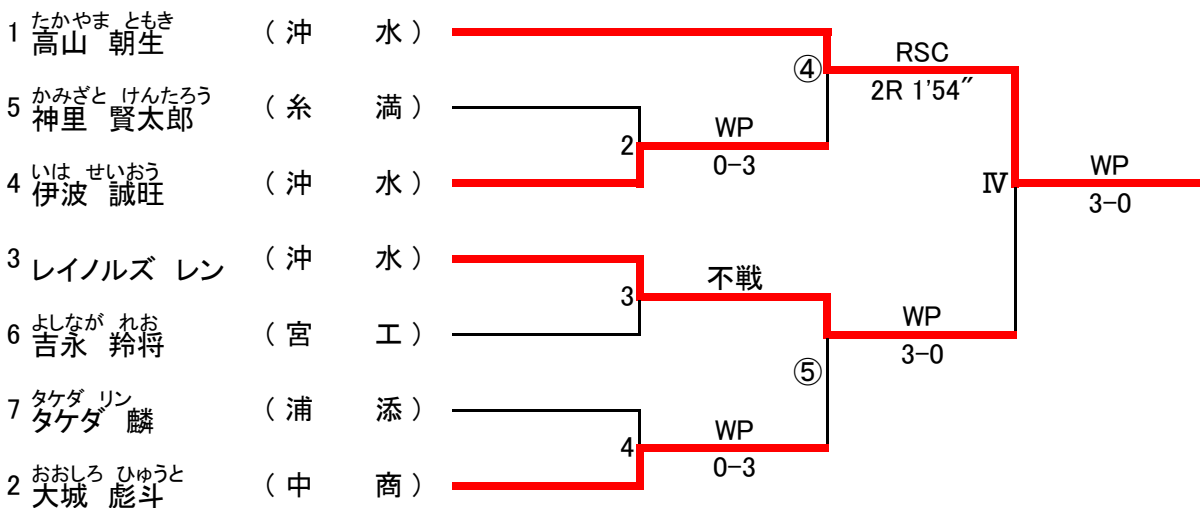 たかやま ともき
1 高山 朝生 (沖 水)
かみざと けんたろう
5 神里 賢太郎 (糸 満)
いは せいおう
4 伊波 誠旺 (沖 水)
3 レイノルズ レン (沖 水)
よしなが れお
6 吉永 羚将 (宮 工)
タケダ リン
7 タケダ 麟 (浦 添)
おおしろ ひゅうと
2 大城 彪斗 (中 商)
2
WP
0-3
3
不戦
4
WP
0-3
④
RSC
2R 1'54"
⑤
WP
3-0
Ⅳ
WP
3-0